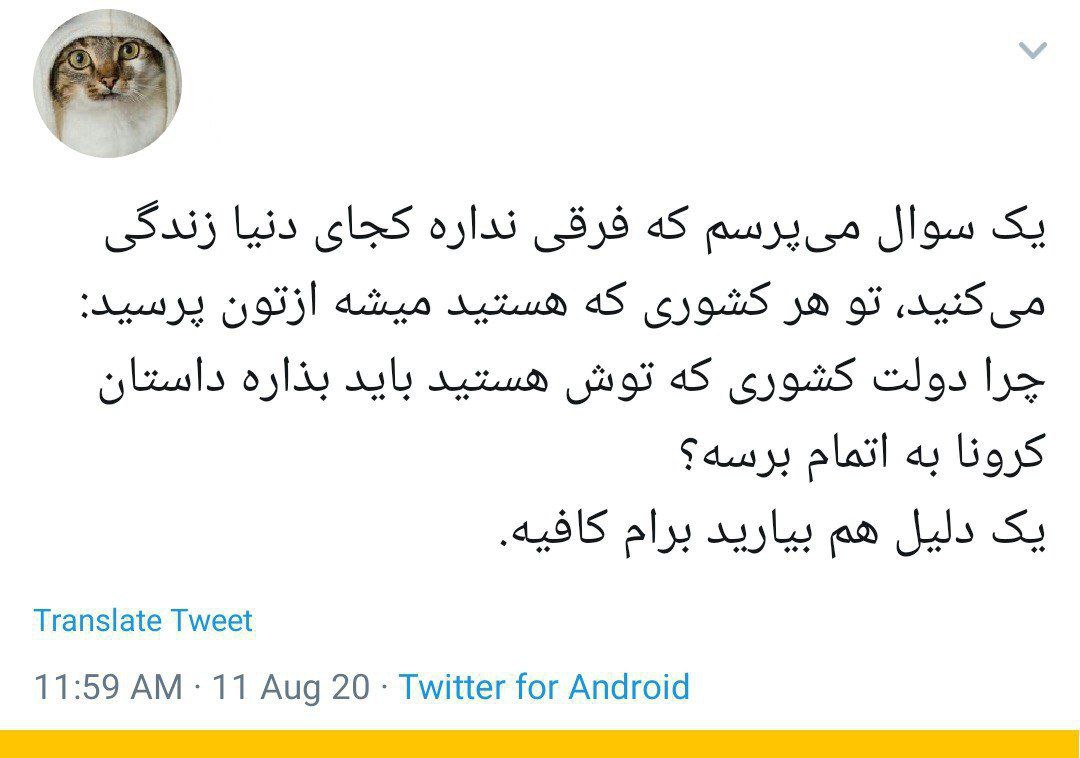 یک سوال می‌پرسم که فرقی نداره کجای دنیا زندگی
می‌کنید، تو هر کشوری که هستید میشه ازتون پرسید:
چرا دولت کشوری که توش هستید باید بذاره داستان
کرونا به اتمام برسه؟
یک دلیل هم بیارید برام کافیه.
Translate Tweet
11:59 AM · 11 Aug 20 · Twitter for Android